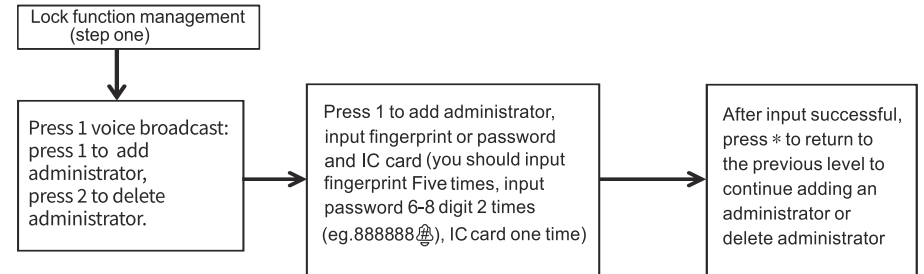 Lock function management
(step one)
Press 1 voice broadcast:
press 1 to add
administrator,
press 2 to delete
administrator.
Press 1 to add administrator,
input fingerprint or password
and IC card (you should input
fingerprint Five times, input
password 6-8 digit 2 times
(eg.888888#), IC card one time)
After input successful,
press * to return to
the previous level to
continue adding an
administrator or
delete administrator